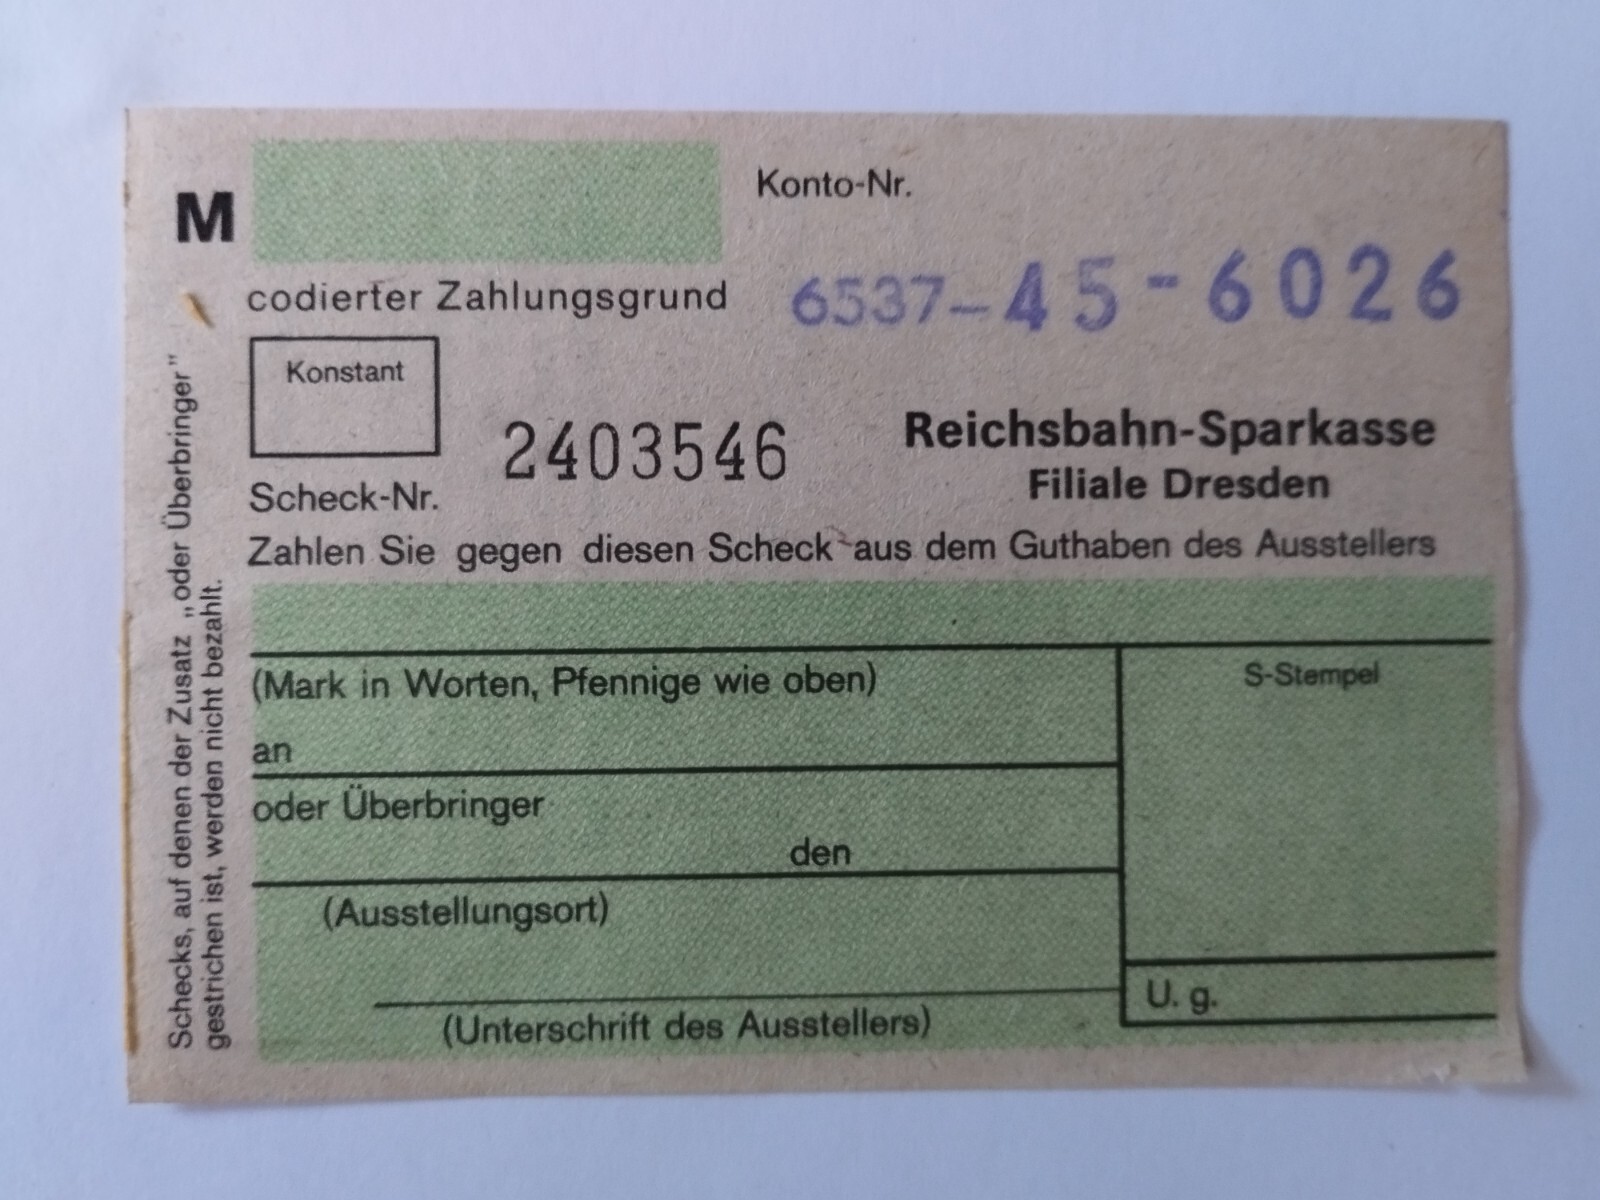 M
Konto-Nr.
6537-45-6026
codierter Zahlungsgrund
Konstant
2403546
Scheck-Nr.
Reichsbahn-Sparkasse
Filiale Dresden
Zahlen Sie gegen diesen Scheck aus dem Guthaben des Ausstellers
(Mark in Worten, Pfennige wie oben)
S-Stempel
an
oder Überbringer
den
(Ausstellungsort)
U. g.
(Unterschrift des Ausstellers)
Schecks, auf denen der Zusatz „oder Überbringer"
gestrichen ist, werden nicht bezahlt.